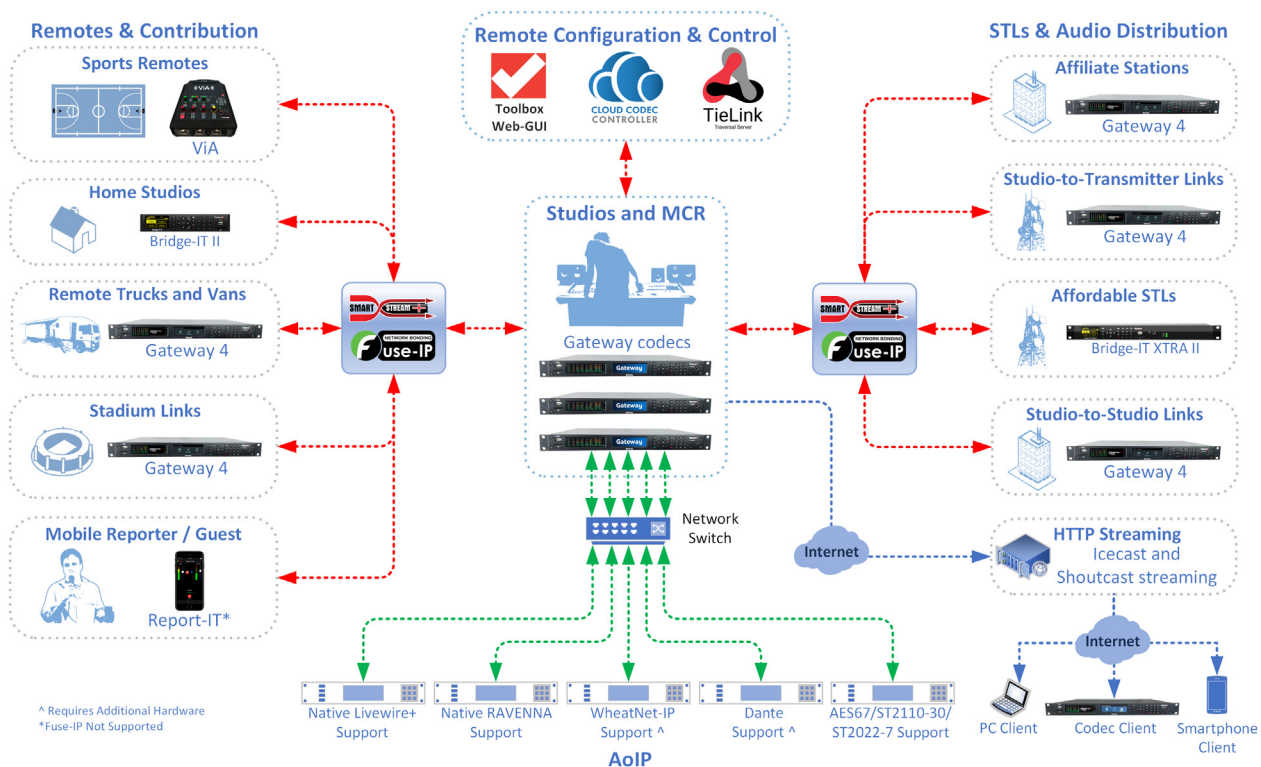 Remotes & Contribution
Sports Remotes
ViA
ViA
Home Studios
Bridge-IT II
Remote Trucks and Vans
Gateway 4
Stadium Links
Gateway 4
Mobile Reporter / Guest
Report-IT*
^ Requires Additional Hardware
*Fuse-IP Not Supported
Remote Configuration & Control
Toolbox
Web-GUI
CLOUD CODEC
CONTROLLER
TieLink
Traversal Server
SMART
STREAM+
NETWORK BONDING
Fuse-IP
Studios and MCR
Gateway codecs
Gateway
Gateway
Gateway
Network
Switch
SMART
STREAM+
NETWORK BONDING
Fuse-IP
Native Livewire+
Support
Native RAVENNA
Support
WheatNet-IP
Support ^
Dante
Support ^
AES67/ST2110-30/
ST2022-7 Support
AoIP
STLs & Audio Distribution
Affiliate Stations
Gateway 4
Studio-to-Transmitter Links
Gateway 4
Affordable STLs
Bridge-IT XTRA II
Studio-to-Studio Links
Gateway 4
Internet
HTTP Streaming
Icecast and
Shoutcast streaming
Internet
PC Client
Codec Client
Smartphone
Client